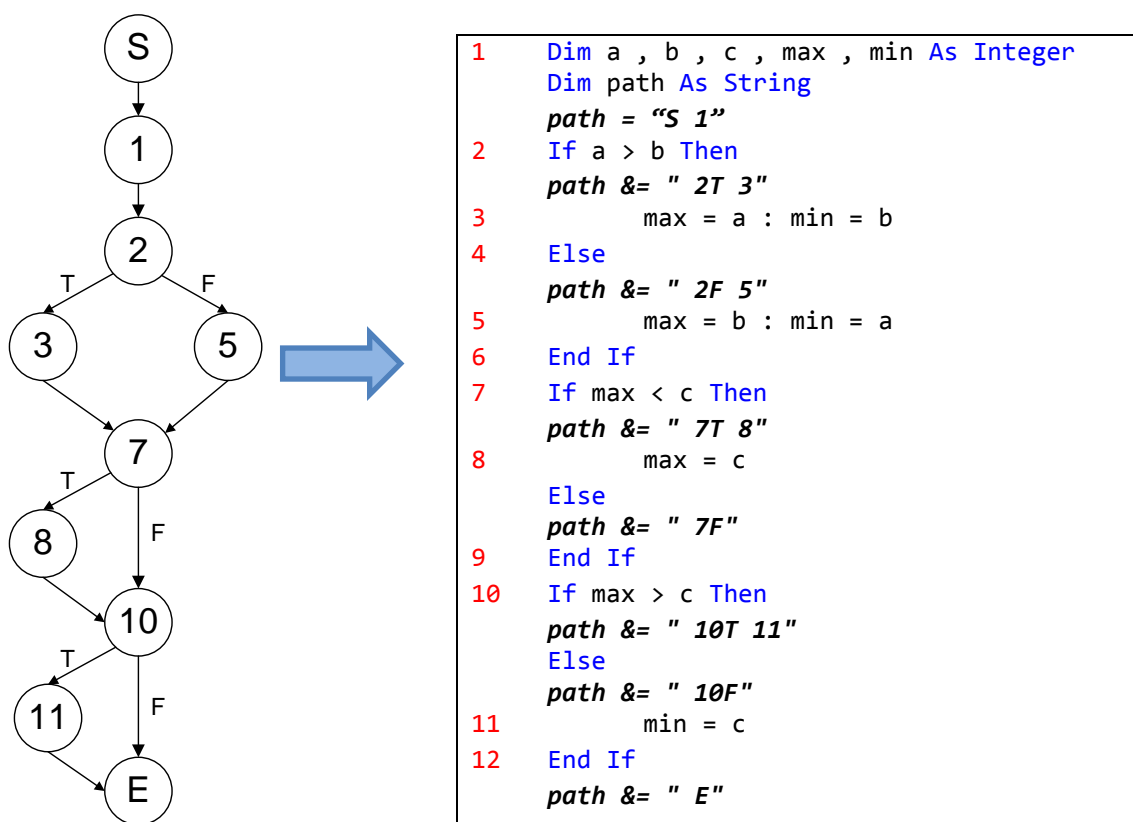 S
1
2
T
F
3
5
7
T
F
8
10
T
F
11
E
1 Dim a , b , c , max , min As Integer
Dim path As String
path = “S 1”
2 If a > b Then
path &= " 2T 3"
3 max = a : min = b
4 Else
path &= " 2F 5"
5 max = b : min = a
6 End If
7 If max < c Then
path &= " 7T 8"
8 max = c
Else
path &= " 7F"
9 End If
10 If max > c Then
path &= " 10T 11"
Else
path &= " 10F"
11 min = c
12 End If
path &= " E"